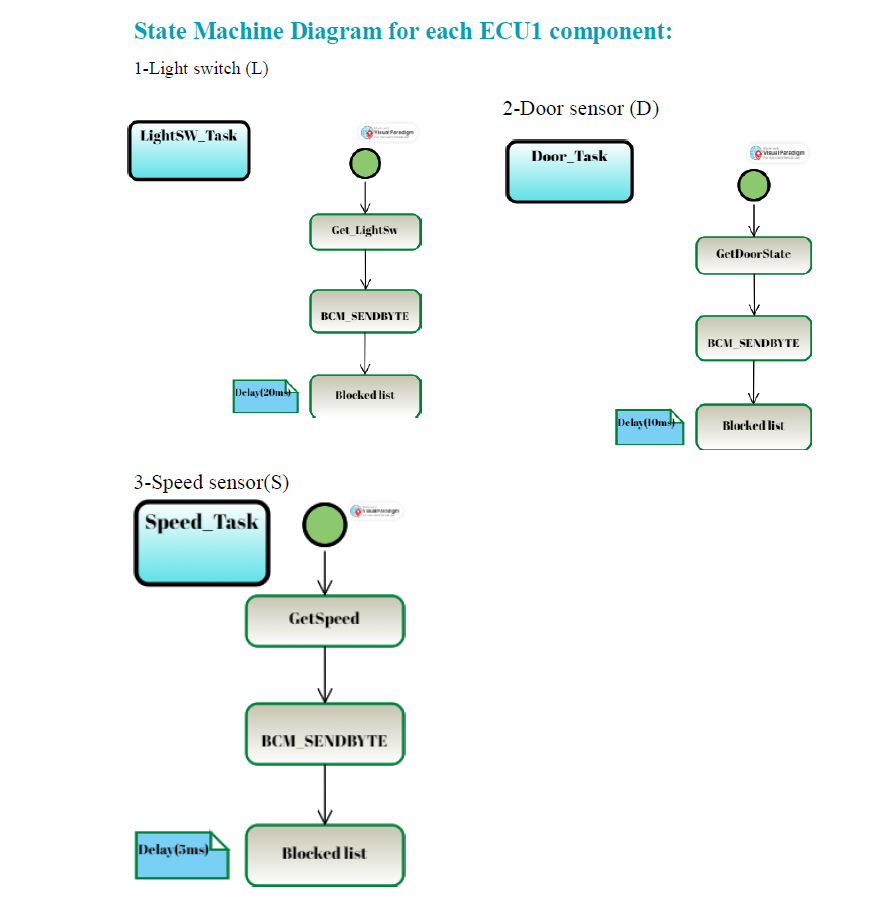 State Machine Diagram for each ECU1 component:
1-Light switch (L)
2-Door sensor (D)
LightSW_Task
Visual Paradigm
Get_LightSw
BCM_SENDBYTE
Delay(20ms)
Blocked list
Door_Task
Visual Paradigm
GetDoorState
BCM_SENDBYTE
Delay(10ms)
Blocked list
3-Speed sensor(S)
Speed_Task
Visual Paradigm
GetSpeed
BCM_SENDBYTE
Delay(5ms)
Blocked list